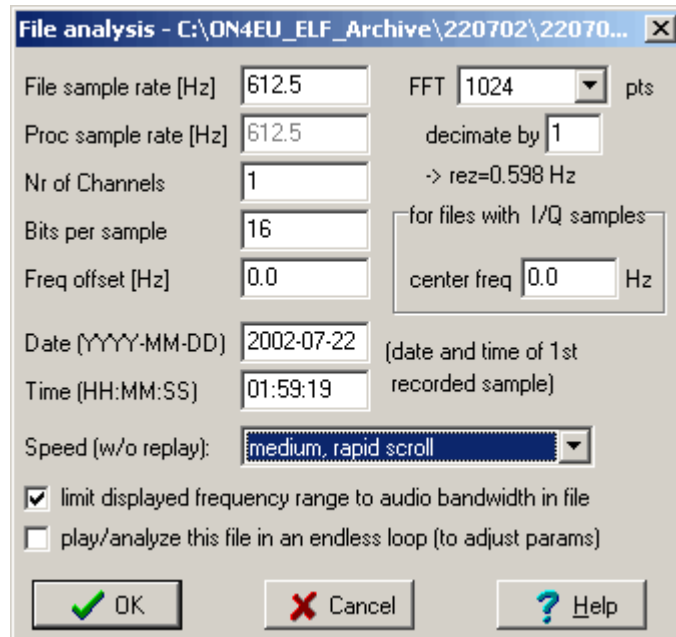 File analysis - C:\ON4EU_ELF_Archive\220702\22070...
File sample rate [Hz] 612.5 FFT 1024 pts
Proc sample rate [Hz] 612.5 decimate by 1
Nr of Channels 1 -> rez=0.598 Hz
for files with I/Q samples
Bits per sample 16
Freq offset [Hz] 0.0 center freq 0.0 Hz
Date (YYYY-MM-DD) 2002-07-22 (date and time of 1st
Time (HH:MM:SS) 01:59:19 recorded sample)
Speed (w/o replay): medium, rapid scroll
limit displayed frequency range to audio bandwidth in file
play/analyze this file in an endless loop (to adjust params)
OK Cancel ? Help